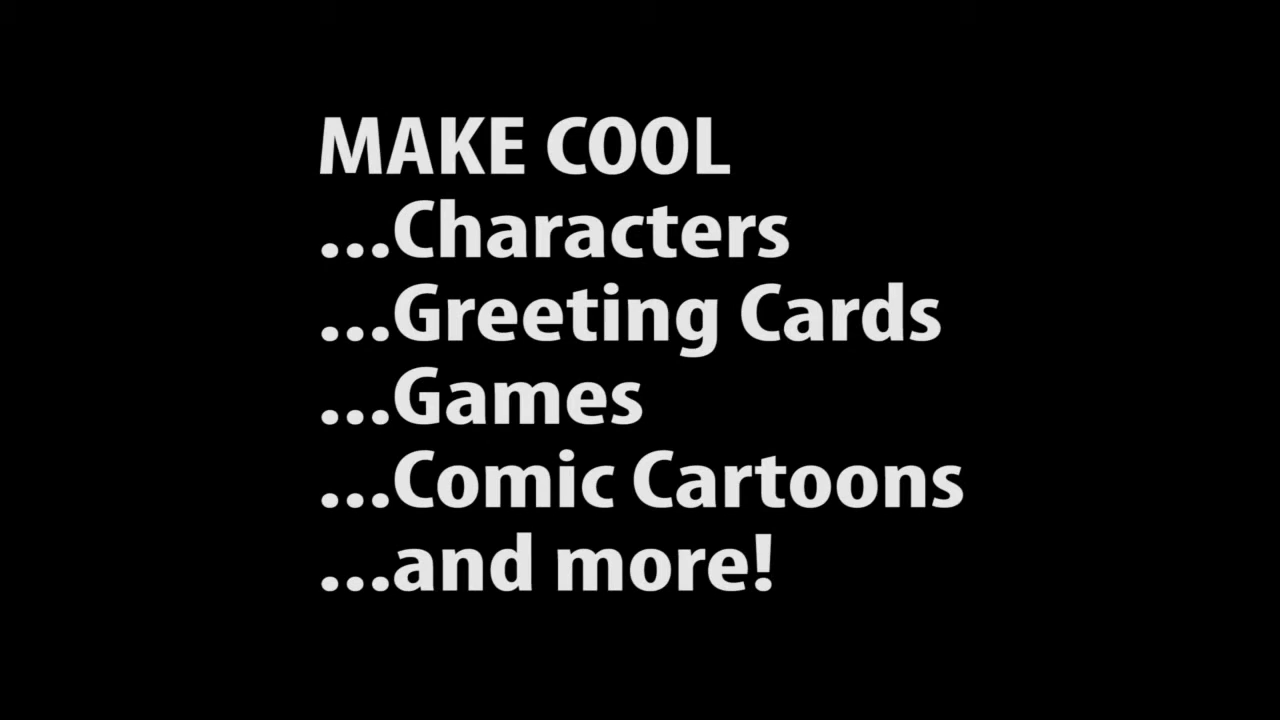 MAKE COOL
...Characters
...Greeting Cards
...Games
...Comic Cartoons
...and more!